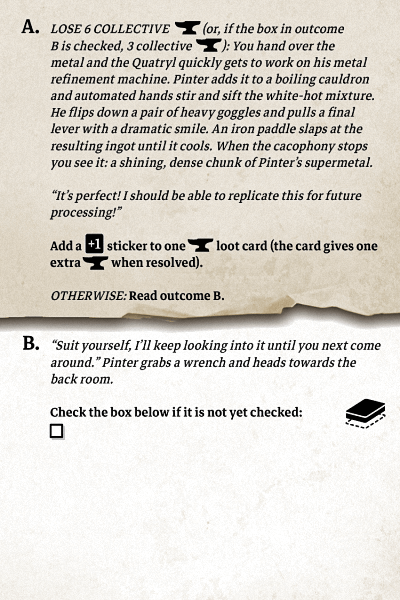 A. LOSE 6 COLLECTIVE (or, if the box in outcome
B is checked, 3 collective ): You hand over the
metal and the Quatryl quickly gets to work on his metal
refinement machine. Pinter adds it to a boiling cauldron
and automated hands stir and sift the white-hot mixture.
He flips down a pair of heavy goggles and pulls a final
lever with a dramatic smile. An iron paddle slaps at the
resulting ingot until it cools. When the cacophony stops
you see it: a shining, dense chunk of Pinter’s supermetal.
“It’s perfect! I should be able to replicate this for future
processing!”
Add a +1 sticker to one loot card (the card gives one
extra when resolved).
OTHERWISE: Read outcome B.
B. “Suit yourself, I’ll keep looking into it until you next come
around.” Pinter grabs a wrench and heads towards the
back room.
Check the box below if it is not yet checked: